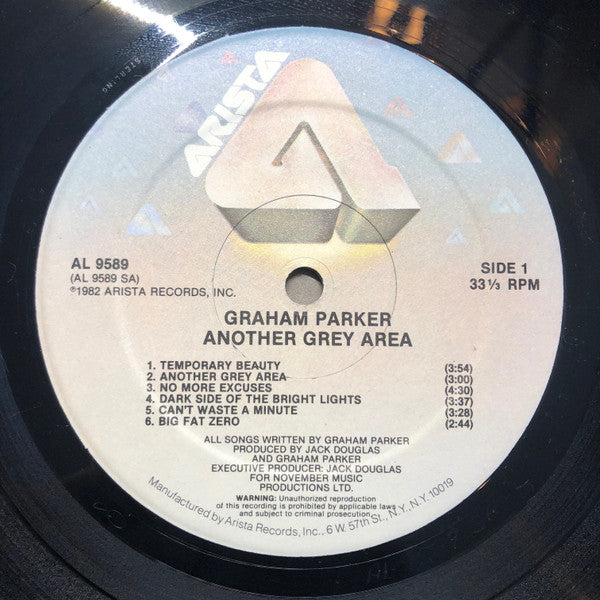 STERLING
ARISTA
AL 9589
(AL 9589 SA)
℗1982 ARISTA RECORDS, INC.
SIDE 1
33⅓ RPM
GRAHAM PARKER
ANOTHER GREY AREA
1. TEMPORARY BEAUTY (3:54)
2. ANOTHER GREY AREA (3:00)
3. NO MORE EXCUSES (4:30)
4. DARK SIDE OF THE BRIGHT LIGHTS (3:37)
5. CAN'T WASTE A MINUTE (3:28)
6. BIG FAT ZERO (2:44)
ALL SONGS WRITTEN BY GRAHAM PARKER
PRODUCED BY JACK DOUGLAS
AND GRAHAM PARKER
EXECUTIVE PRODUCER: JACK DOUGLAS
FOR NOVEMBER MUSIC
PRODUCTIONS LTD.
WARNING: Unauthorized reproduction
of this recording is prohibited by applicable laws
and subject to criminal prosecution.
Manufactured by Arista Records, Inc., 6 W. 57th St., N.Y., N.Y. 10019